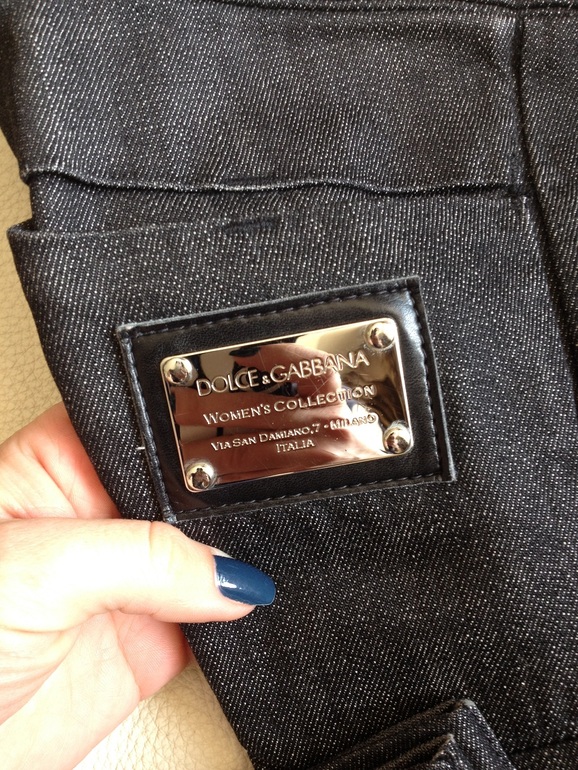 DOLCE & GABBANA
WOMEN'S COLLECTION
VIA SAN DAMIANO,7 - MILANO
ITALIA